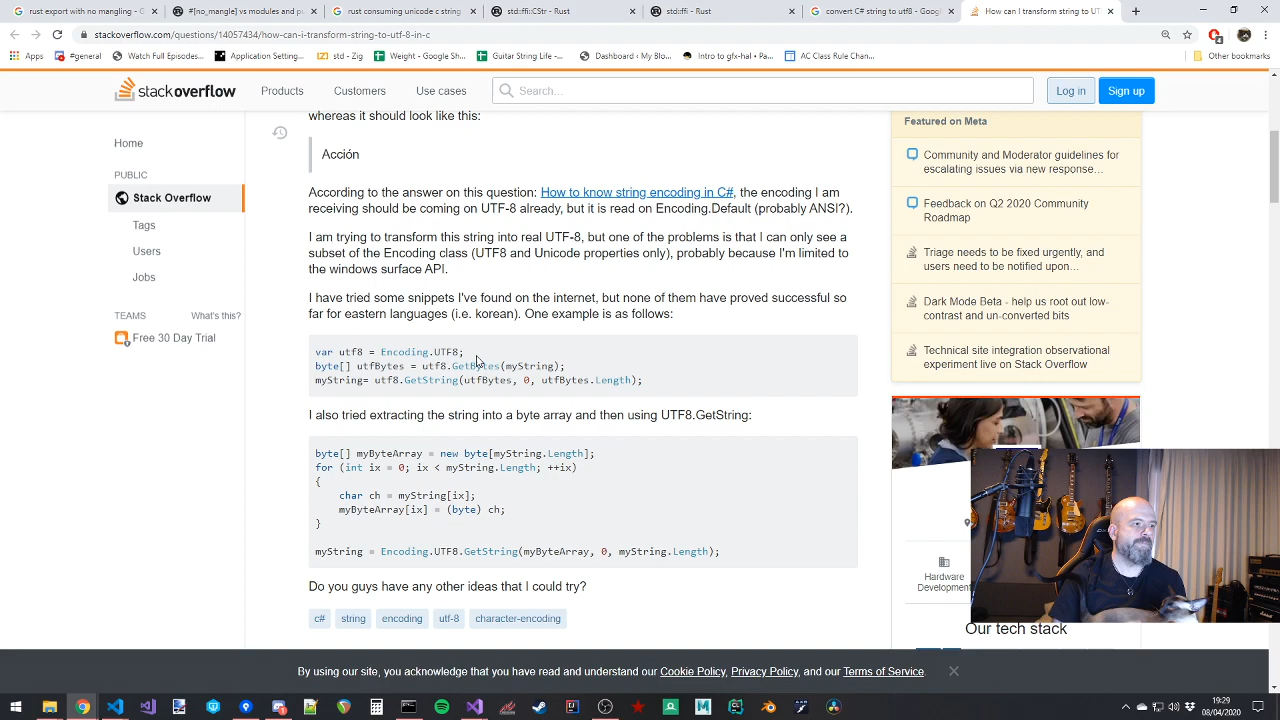 rust export with no mangling -
#[no_mangle] vs modules and pu
rust consuming unicode c string
std::ffi::CStr - Rust
std::ffi - Rust
convert C# string to utf8 - Goog
How can I transform string to UT
stackoverflow.com/questions/14057434/how-can-i-transform-string-to-utf-8-in-c
Apps
#general
Watch Full Episodes...
Application Setting...
std - Zig
Weight - Google Sh...
Guitar String Life -...
Dashboard ‹ My Blo...
Intro to gfx-hal • Pa...
AC Class Rule Chan...
Other bookmarks
stackoverflow
Products
Customers
Use cases
Search...
Log in
Sign up
Home
PUBLIC
Stack Overflow
Tags
Users
Jobs
TEAMS
What's this?
Free 30 Day Trial
whereas it should look like this:
Acción
According to the answer on this question: How to know string encoding in C#, the encoding I am
receiving should be coming on UTF-8 already, but it is read on Encoding.Default (probably ANSI?).
I am trying to transform this string into real UTF-8, but one of the problems is that I can only see a
subset of the Encoding class (UTF8 and Unicode properties only), probably because I'm limited to
the windows surface API.
I have tried some snippets I've found on the internet, but none of them have proved successful so
far for eastern languages (i.e. korean). One example is as follows:
var utf8 = Encoding.UTF8;
byte[] utfBytes = utf8.GetBytes(myString);
myString= utf8.GetString(utfBytes, 0, utfBytes.Length);
I also tried extracting the string into a byte array and then using UTF8.GetString:
byte[] myByteArray = new byte[myString.Length];
for (int ix = 0; ix < myString.Length; ++ix)
{
char ch = myString[ix];
myByteArray[ix] = (byte) ch;
}
myString = Encoding.UTF8.GetString(myByteArray, 0, myString.Length);
Do you guys have any other ideas that I could try?
c#
string
encoding
utf-8
character-encoding
Featured on Meta
Community and Moderator guidelines for
escalating issues via new response…
Feedback on Q2 2020 Community
Roadmap
Triage needs to be fixed urgently, and
users need to be notified upon…
Dark Mode Beta - help us root out low-
contrast and un-converted bits
Technical site integration observational
experiment live on Stack Overflow
Hardware
Development
Our tech stack
By using our site, you acknowledge that you have read and understand our Cookie Policy, Privacy Policy, and our Terms of Service.
19:29
08/04/2020